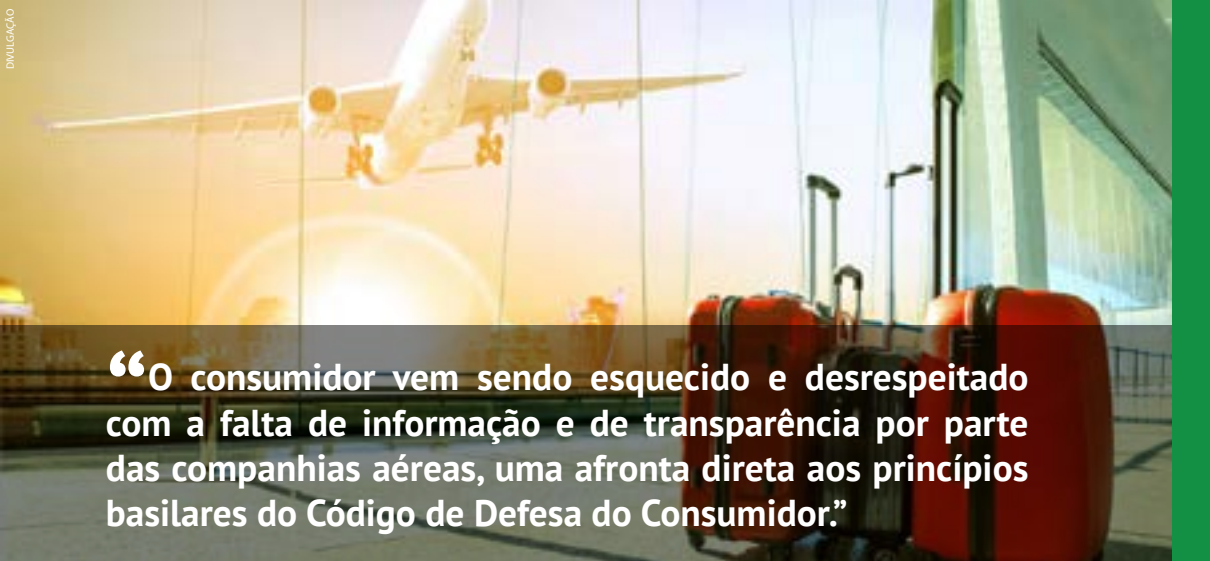 DIVULGAÇÃO
“O consumidor vem sendo esquecido e desrespeitado
com a falta de informação e de transparência por parte
das companhias aéreas, uma afronta direta aos princípios
basilares do Código de Defesa do Consumidor.”